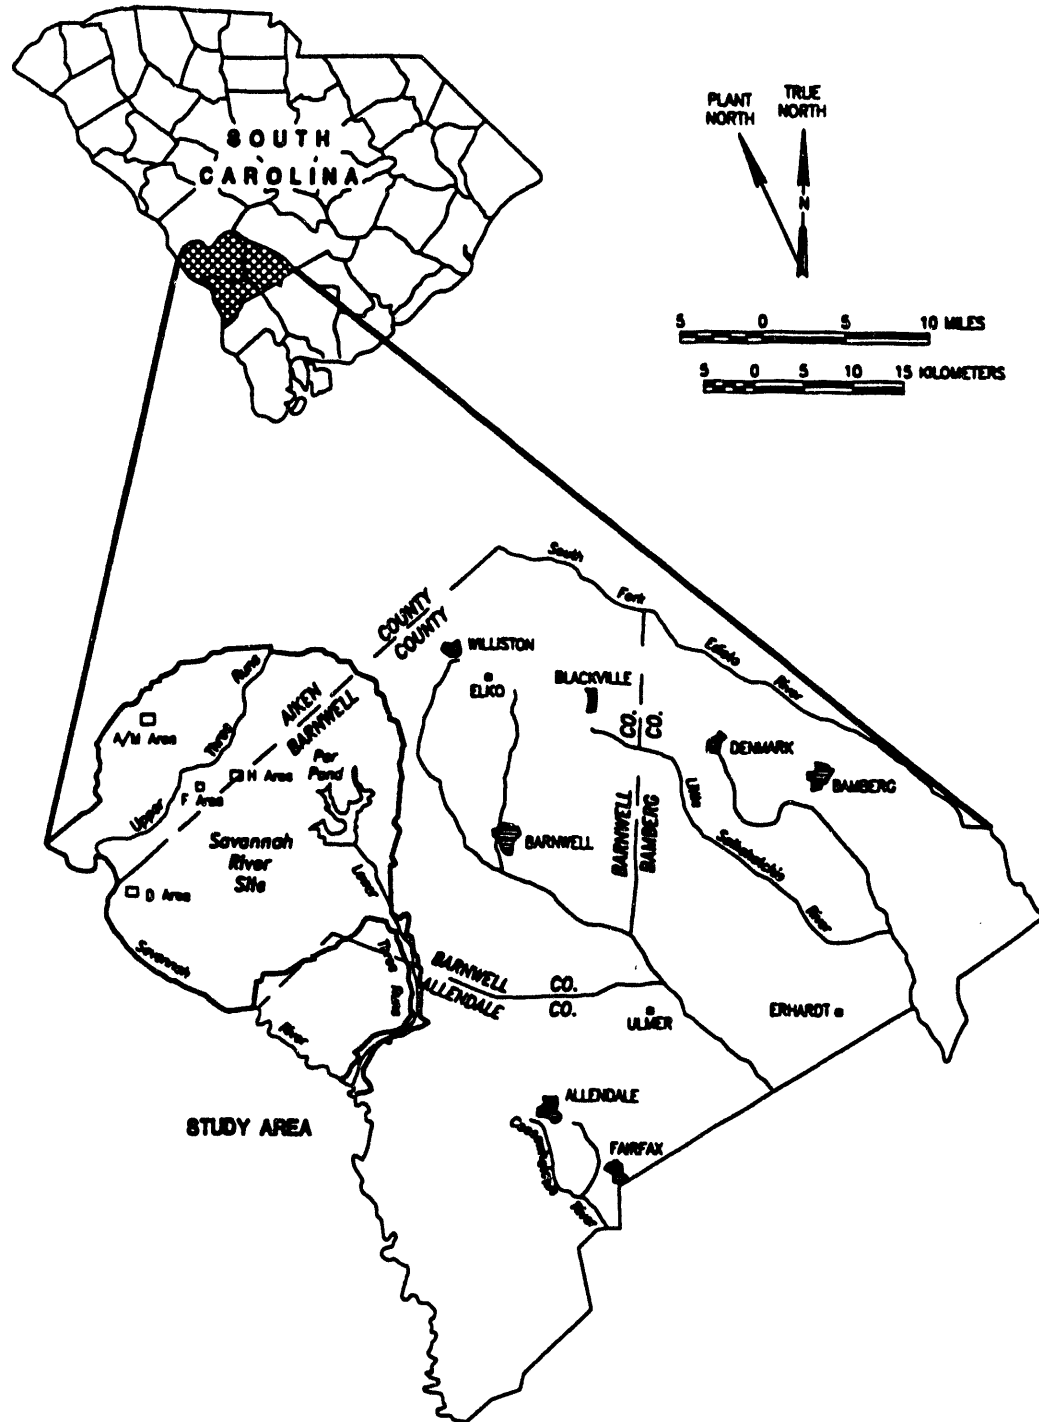 SOUTH
CAROLINA
PLANT
NORTH
TRUE
NORTH
N
5 0 5 10 MILES
5 0 5 10 15 KILOMETERS
South
Fork
Edisto
River
AIKEN COUNTY
BARNWELL COUNTY
WILLISTON
ELKO
BLACKVILLE
DENMARK
BAMBERG
BARNWELL CO.
BAMBERG CO.
Little
Salkehatchie
River
BARNWELL
Upper
Three
Runs
A/M Area
F Area
H Area
Par
Pond
Savannah
River
Site
D Area
Lower
Three
Runs
Savannah
River
BARNWELL CO.
ALLENDALE CO.
ULMER
ERHARDT
STUDY AREA
ALLENDALE
FAIRFAX
River